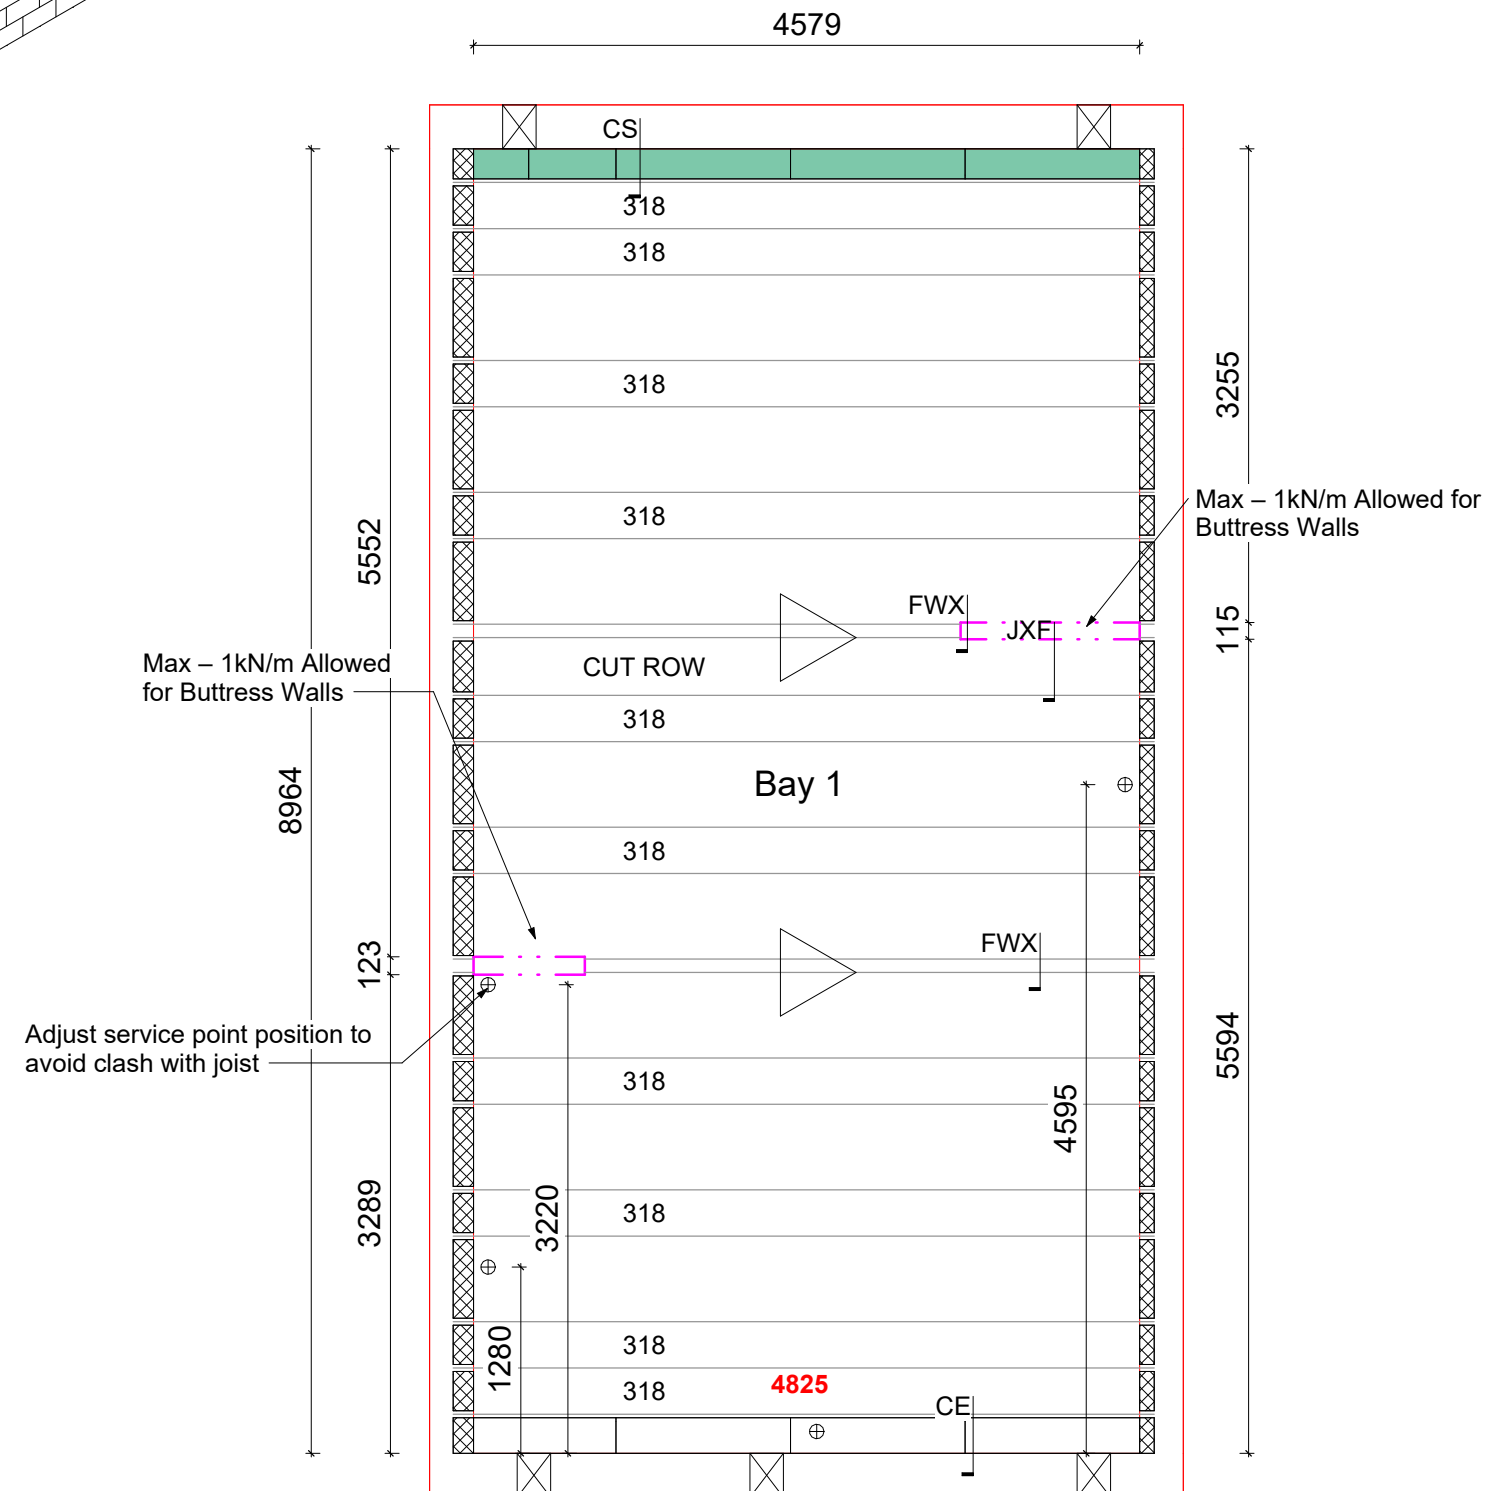 4579
CS
318
318
3255
318
Max – 1kN/m Allowed for
Buttress Walls
318
5552
FWX
JXF
115
Max – 1kN/m Allowed
for Buttress Walls
CUT ROW
318
Bay 1
8964
318
FWX
123
Adjust service point position to
avoid clash with joist
5594
318
4595
3289
3220
318
1280
318
4825
318
CE